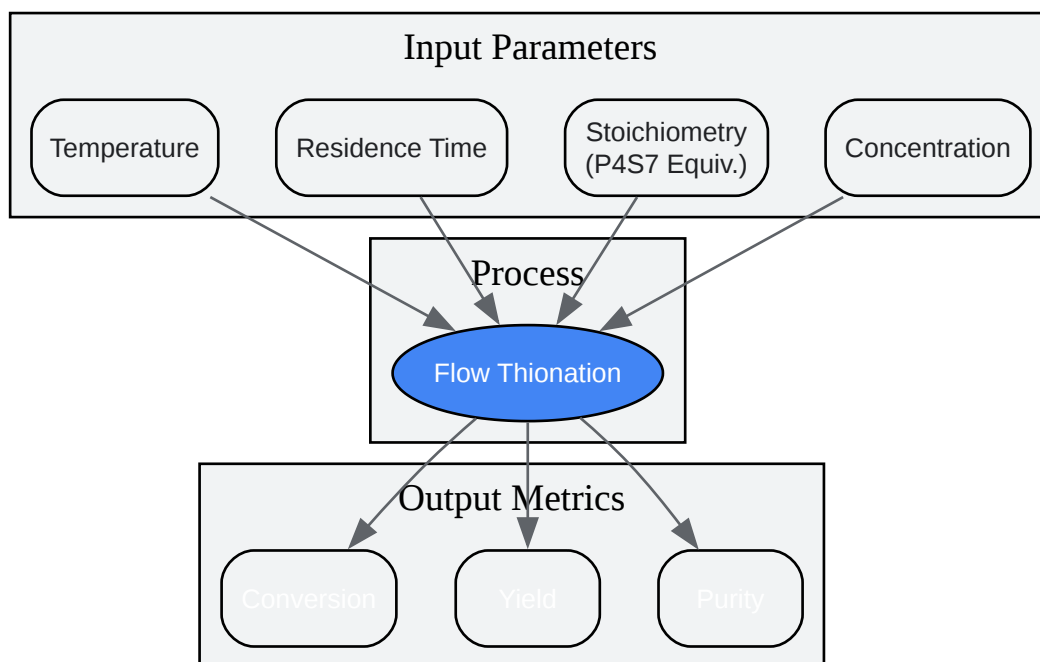 Input Parameters
Temperature
Residence Time
Stoichiometry
(P4S7 Equiv.)
Concentration
Process
Flow Thionation
Output Metrics
Conversion
Yield
Purity